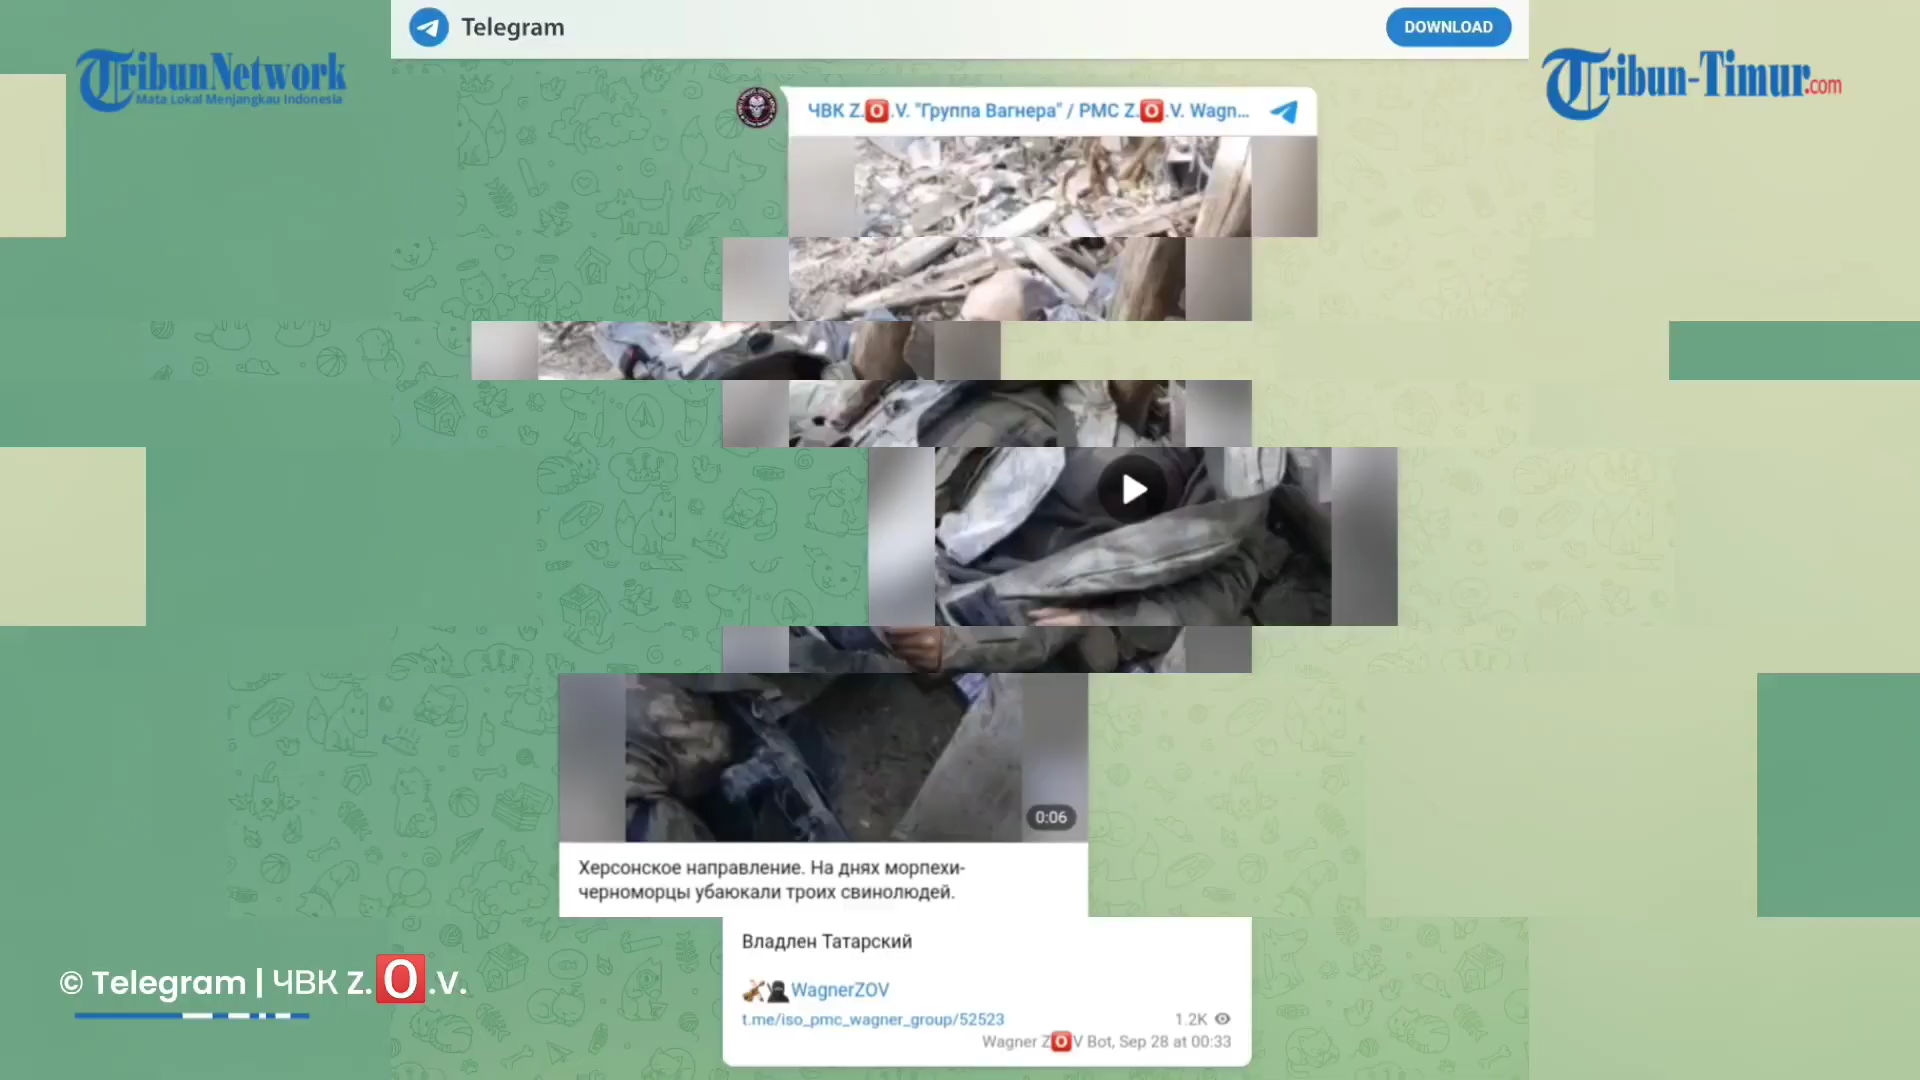 Telegram
DOWNLOAD
TribunNetwork
Mata Lokal Menjangkau Indonesia
Tribun-Timur.com
ЧВК Z.🅾️.V. "Группа Вагнера" / PMC Z.🅾️.V. Wagn...
0:06
Херсонское направление. На днях морпехи-
черноморцы убаюкали троих свинолюдей.
Владлен Татарский
WagnerZOV
t.me/iso_pmc_wagner_group/52523
1.2K
Wagner Z🅾️V Bot, Sep 28 at 00:33
© Telegram | ЧВК Z.🅾️.V.